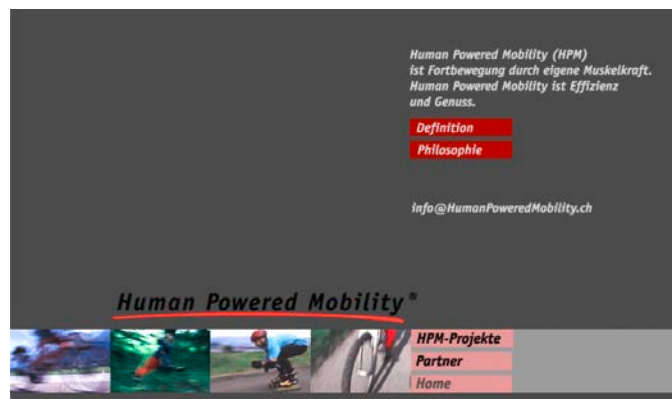 Human Powered Mobility (HPM)
ist Fortbewegung durch eigene Muskelkraft.
Human Powered Mobility ist Effizienz
und Genuss.
Definition
Philosophie
info@HumanPoweredMobility.ch
Human Powered Mobility®
HPM-Projekte
Partner
Home